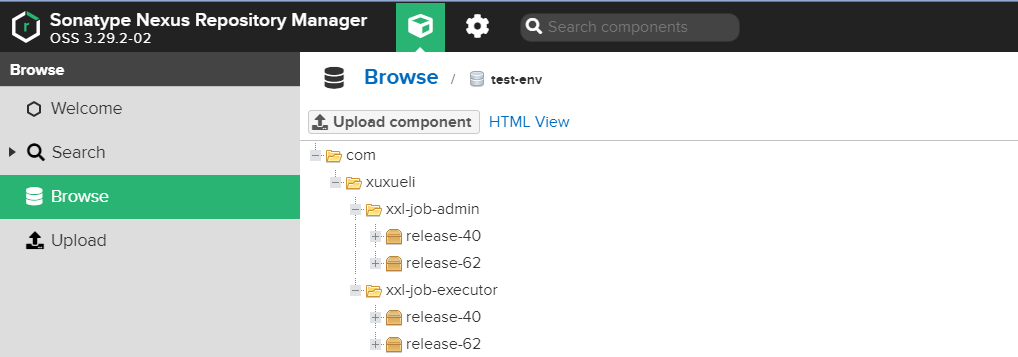 Sonatype Nexus Repository Manager
OSS 3.29.2-02
Search components
Browse
Welcome
Search
Browse
Upload
Browse / test-env
Upload component HTML View
com
xuxueli
xxl-job-admin
release-40
release-62
xxl-job-executor
release-40
release-62